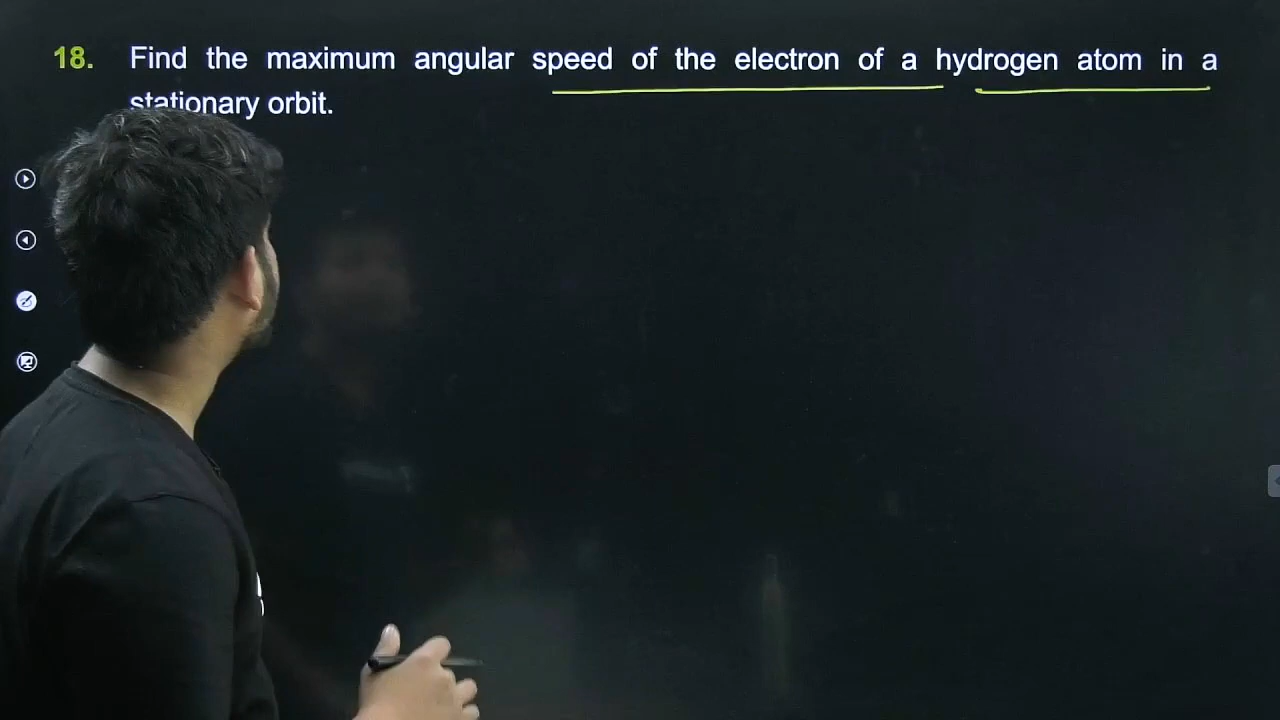 18. Find the maximum angular speed of the electron of a hydrogen atom in a
stationary orbit.